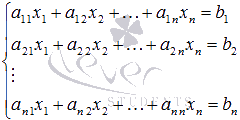 a₁₁x₁ + a₁₂x₂ + ... + a₁ₙxₙ = b₁
a₂₁x₁ + a₂₂x₂ + ... + a₂ₙxₙ = b₂
⋮
aₙ₁x₁ + aₙ₂x₂ + ... + aₙₙxₙ = bₙ